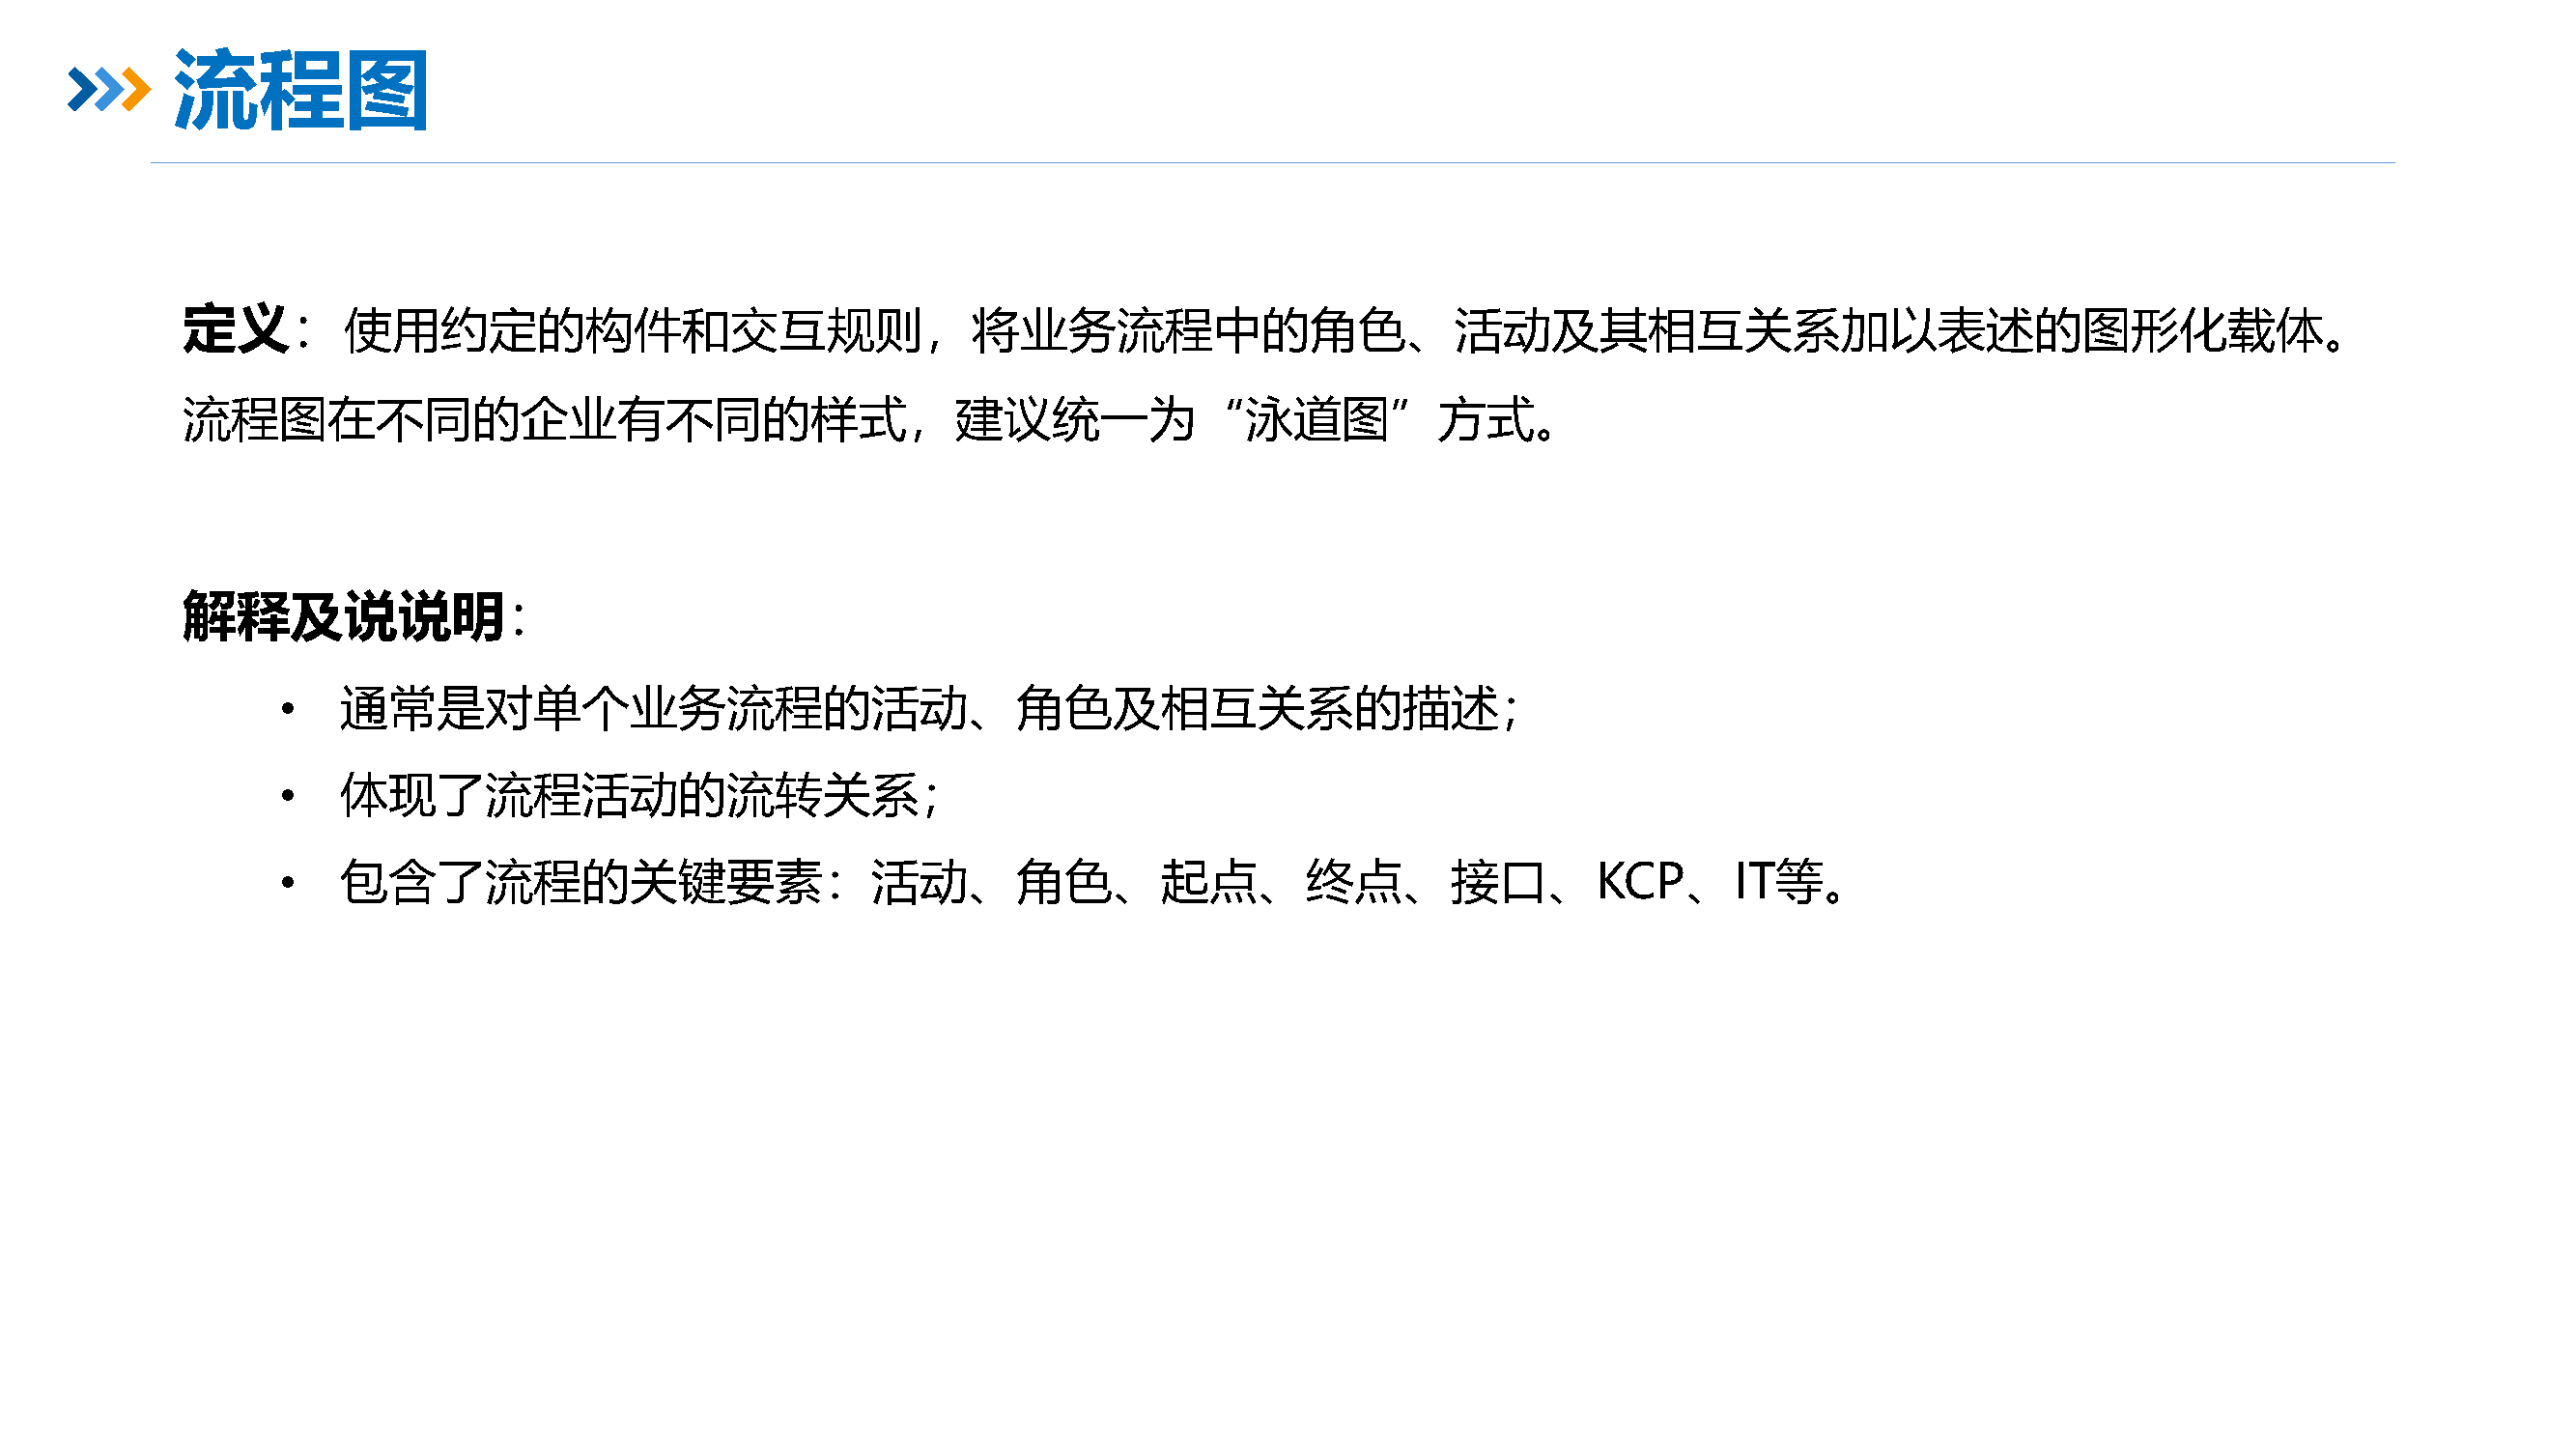 流程图
定义：使用约定的构件和交互规则，将业务流程中的角色、活动及其相互关系加以表述的图形化载体。
流程图在不同的企业有不同的样式，建议统一为“泳道图”方式。
解释及说说明：
• 通常是对单个业务流程的活动、角色及相互关系的描述；
• 体现了流程活动的流转关系；
• 包含了流程的关键要素：活动、角色、起点、终点、接口、KCP、IT等。